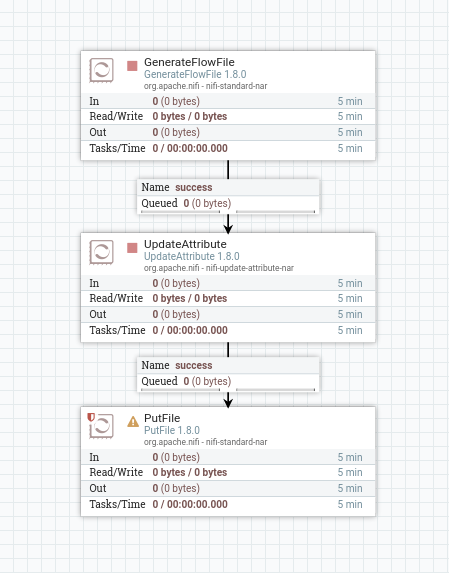 GenerateFlowFile
GenerateFlowFile 1.8.0
org.apache.nifi - nifi-standard-nar
In 0 (0 bytes) 5 min
Read/Write 0 bytes / 0 bytes 5 min
Out 0 (0 bytes) 5 min
Tasks/Time 0 / 00:00:00.000 5 min
Name success
Queued 0 (0 bytes)
UpdateAttribute
UpdateAttribute 1.8.0
org.apache.nifi - nifi-update-attribute-nar
In 0 (0 bytes) 5 min
Read/Write 0 bytes / 0 bytes 5 min
Out 0 (0 bytes) 5 min
Tasks/Time 0 / 00:00:00.000 5 min
Name success
Queued 0 (0 bytes)
PutFile
PutFile 1.8.0
org.apache.nifi - nifi-standard-nar
In 0 (0 bytes) 5 min
Read/Write 0 bytes / 0 bytes 5 min
Out 0 (0 bytes) 5 min
Tasks/Time 0 / 00:00:00.000 5 min